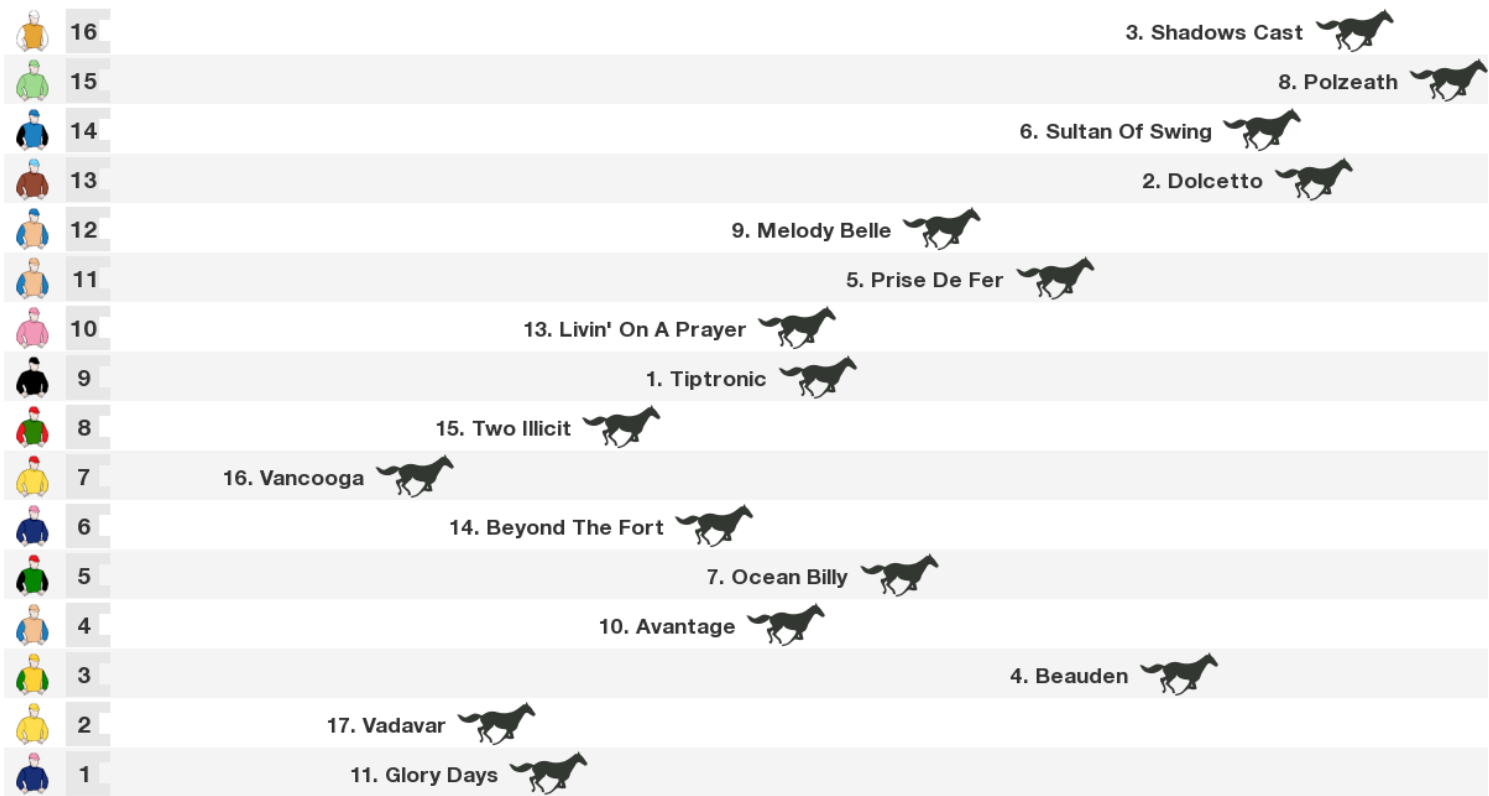 16 3. Shadows Cast
15 8. Polzeath
14 6. Sultan Of Swing
13 2. Dolcetto
12 9. Melody Belle
11 5. Prise De Fer
10 13. Livin' On A Prayer
9 1. Tiptronic
8 15. Two Illicit
7 16. Vancooga
6 14. Beyond The Fort
5 7. Ocean Billy
4 10. Avantage
3 4. Beauden
2 17. Vadavar
1 11. Glory Days